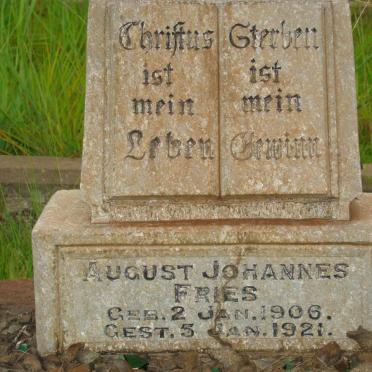 Christus
ist
mein
Leben
Sterben
ist
mein
Gewinn
AUGUST JOHANNES
FRIES
GEB. 2 JAN. 1906.
GEST. 5 JAN. 1921.